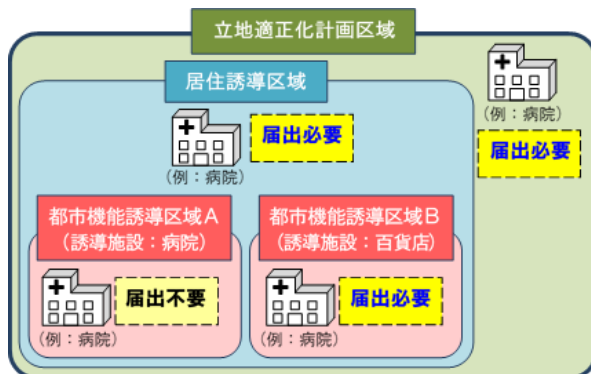 立地適正化計画区域
居住誘導区域
(例：病院)
届出必要
(例：病院)
届出必要
都市機能誘導区域A
(誘導施設：病院)
届出不要
(例：病院)
都市機能誘導区域B
(誘導施設：百貨店)
届出必要
(例：病院)